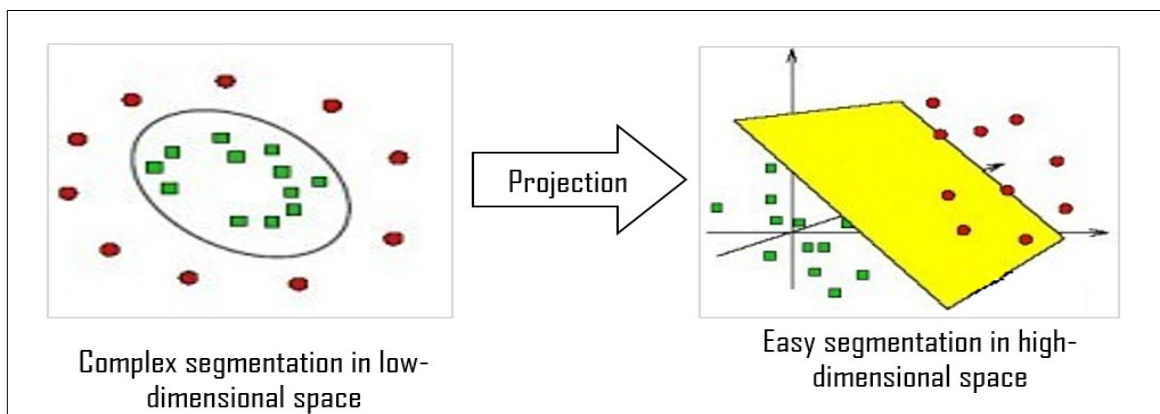 Projection
Complex segmentation in low-
dimensional space
Easy segmentation in high-
dimensional space